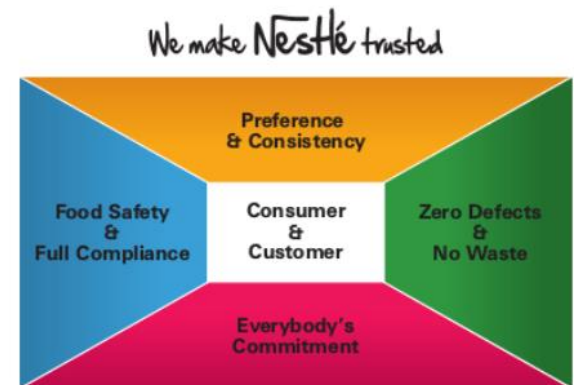 We make Nestlé trusted
Preference
& Consistency
Food Safety
&
Full Compliance
Consumer
&
Customer
Zero Defects
&
No Waste
Everybody's
Commitment